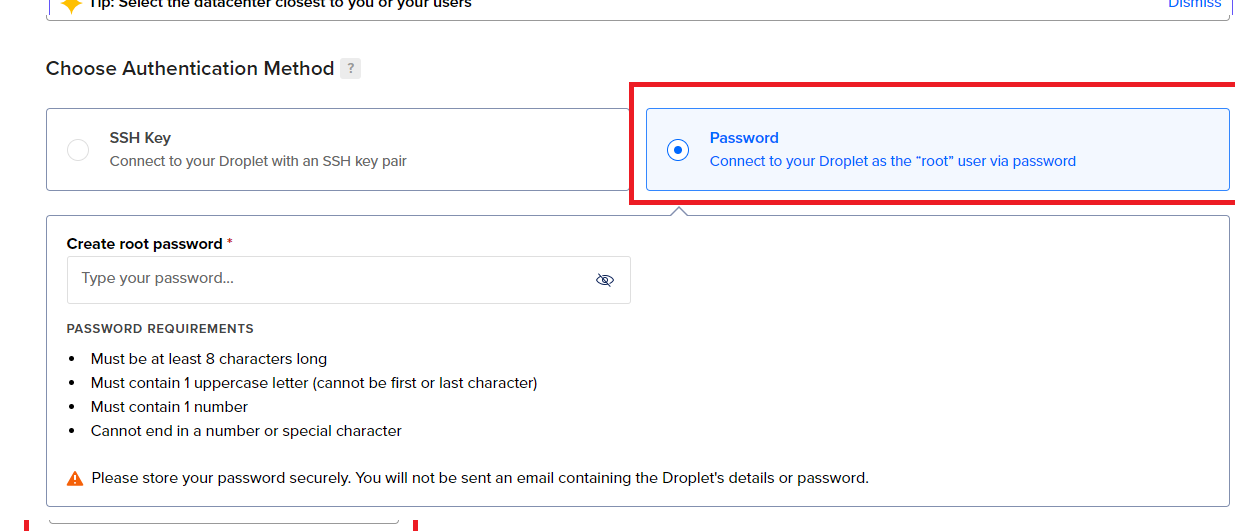 Tip: Select the datacenter closest to you or your users
Dismiss
Choose Authentication Method ?
SSH Key
Connect to your Droplet with an SSH key pair
Password
Connect to your Droplet as the “root” user via password
Create root password *
Type your password...
PASSWORD REQUIREMENTS
• Must be at least 8 characters long
• Must contain 1 uppercase letter (cannot be first or last character)
• Must contain 1 number
• Cannot end in a number or special character
Please store your password securely. You will not be sent an email containing the Droplet's details or password.